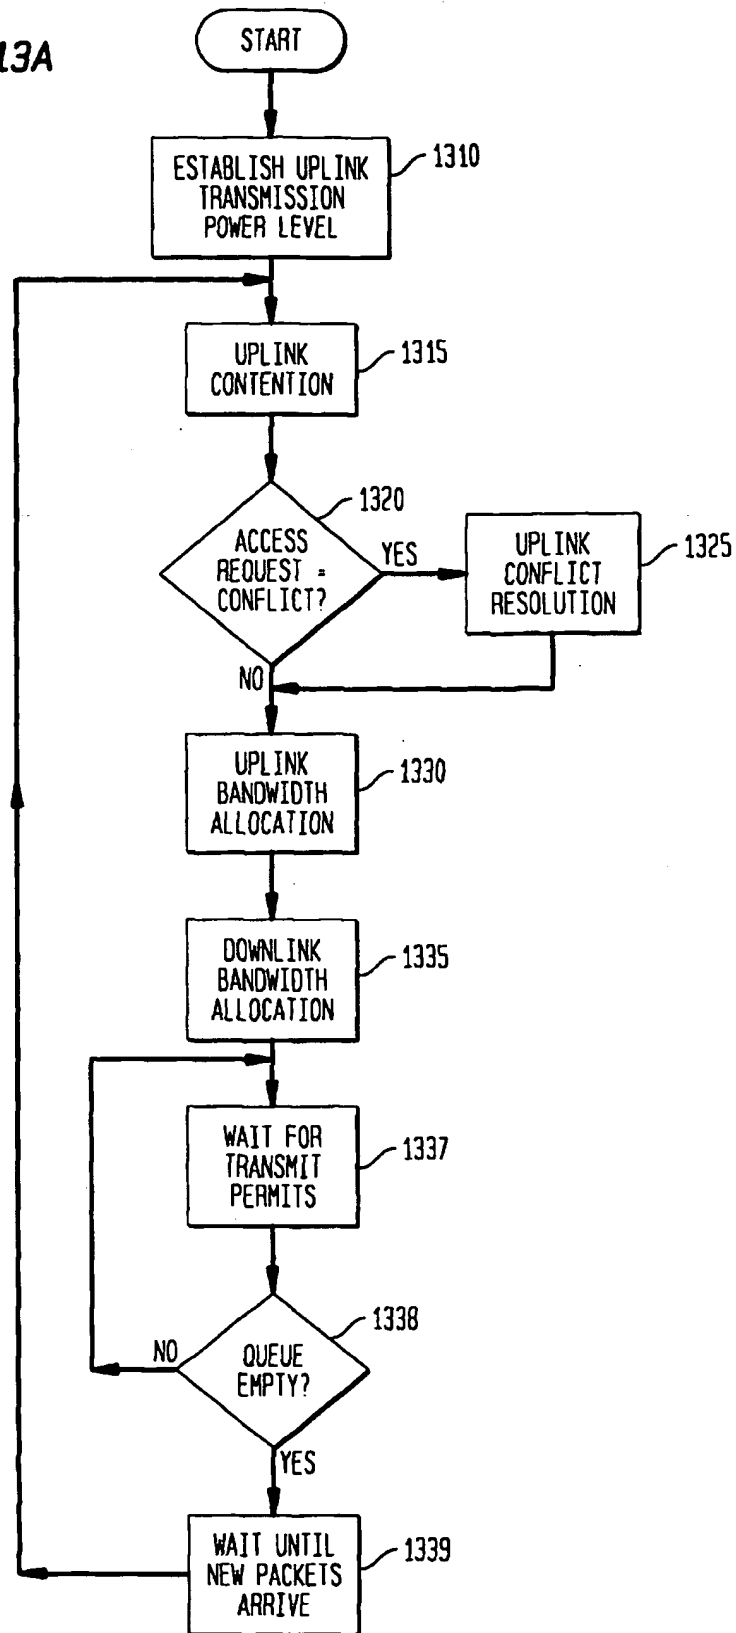 13A
START
ESTABLISH UPLINK
TRANSMISSION
POWER LEVEL
1310
UPLINK
CONTENTION
1315
ACCESS
REQUEST =
CONFLICT?
1320
YES
UPLINK
CONFLICT
RESOLUTION
1325
NO
UPLINK
BANDWIDTH
ALLOCATION
1330
DOWNLINK
BANDWIDTH
ALLOCATION
1335
WAIT FOR
TRANSMIT
PERMITS
1337
QUEUE
EMPTY?
1338
NO
YES
WAIT UNTIL
NEW PACKETS
ARRIVE
1339